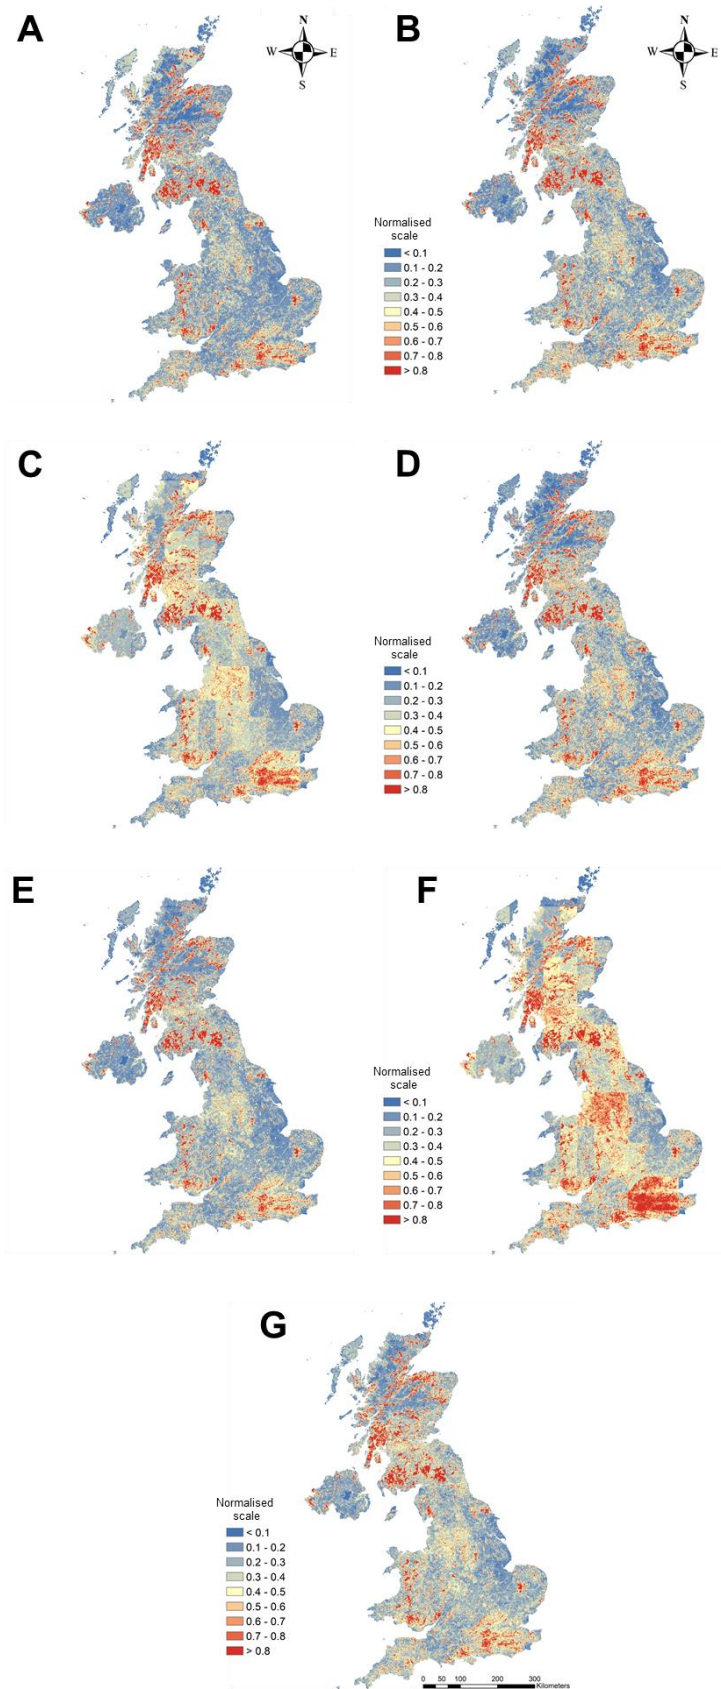 A
B
N
W E
S
N
W E
S
Normalised
scale
< 0.1
0.1 - 0.2
0.2 - 0.3
0.3 - 0.4
0.4 - 0.5
0.5 - 0.6
0.6 - 0.7
0.7 - 0.8
> 0.8
C
D
Normalised
scale
< 0.1
0.1 - 0.2
0.2 - 0.3
0.3 - 0.4
0.4 - 0.5
0.5 - 0.6
0.6 - 0.7
0.7 - 0.8
> 0.8
E
F
Normalised
scale
< 0.1
0.1 - 0.2
0.2 - 0.3
0.3 - 0.4
0.4 - 0.5
0.5 - 0.6
0.6 - 0.7
0.7 - 0.8
> 0.8
G
Normalised
scale
< 0.1
0.1 - 0.2
0.2 - 0.3
0.3 - 0.4
0.4 - 0.5
0.5 - 0.6
0.6 - 0.7
0.7 - 0.8
> 0.8
0 50 100 200 300
Kilometers